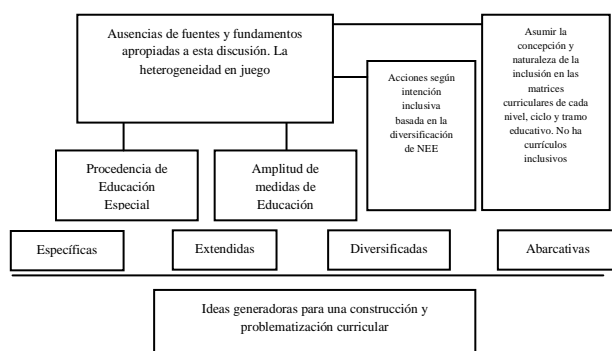 Ausencias de fuentes y fundamentos
apropiadas a esta discusión. La
heterogeneidad en juego
Acciones según
intención
inclusiva
basada en la
diversificación
de NEE
Asumir la
concepción y
naturaleza de la
inclusión en las
matrices
curriculares de cada
nivel, ciclo y tramo
educativo. No ha
currículos
inclusivos
Procedencia de
Educación
Especial
Amplitud de
medidas de
Educación
Específicas
Extendidas
Diversificadas
Abarcativas
Ideas generadoras para una construcción y
problematización curricular